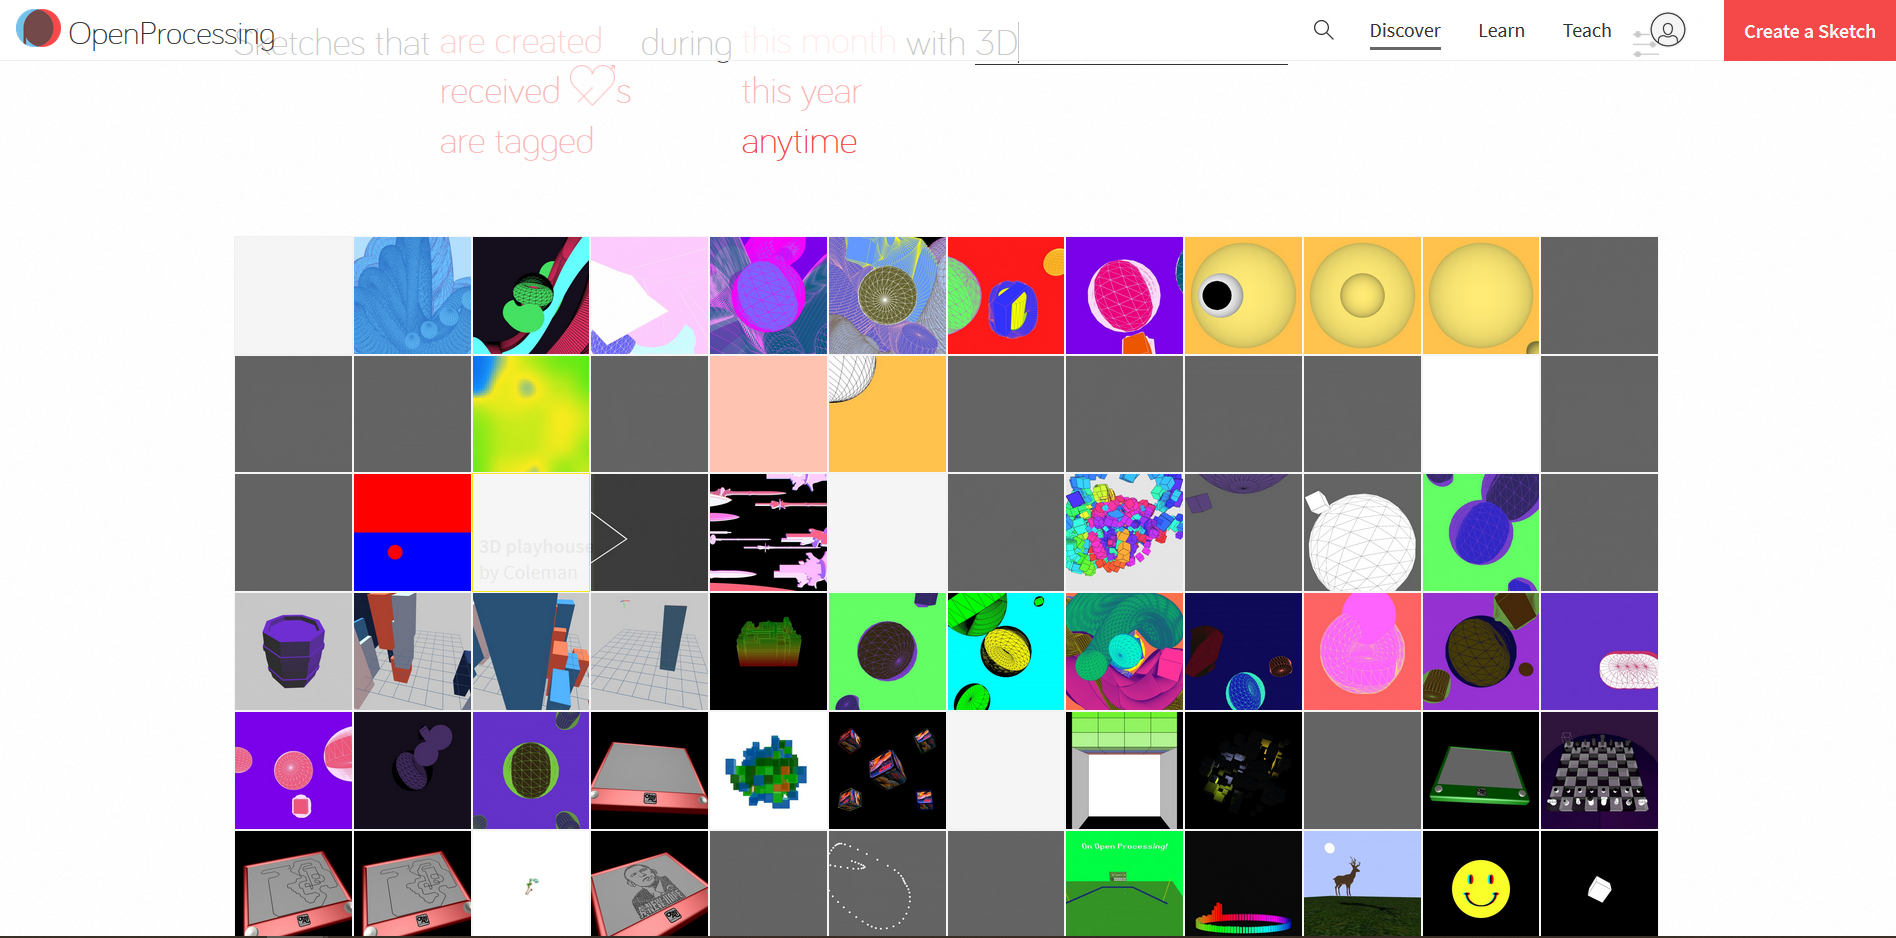 OpenProcessing
Discover
Learn
Teach
Create a Sketch
Sketches that are created during this month with 3D
received s this year
are tagged anytime
3D playhouse
by Coleman
On Open Processing!